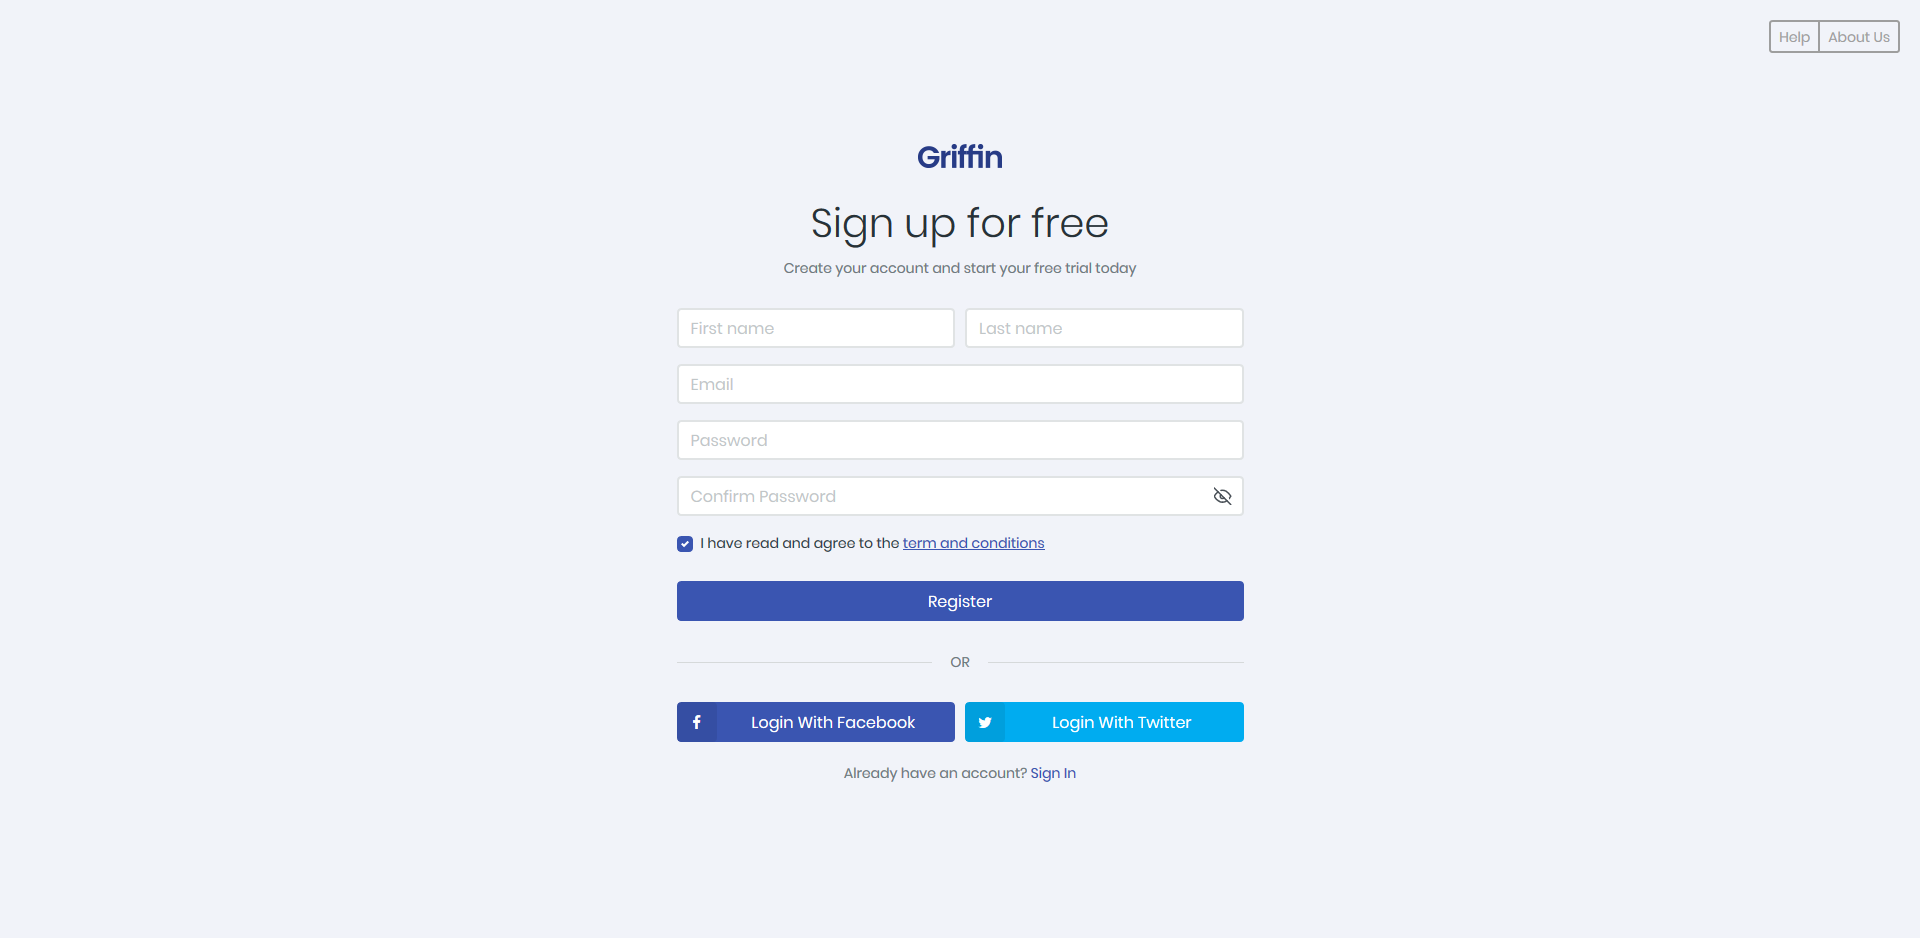 Help About Us
Griffin
Sign up for free
Create your account and start your free trial today
First name Last name
Email
Password
Confirm Password
I have read and agree to the term and conditions
Register
OR
Login With Facebook Login With Twitter
Already have an account? Sign In